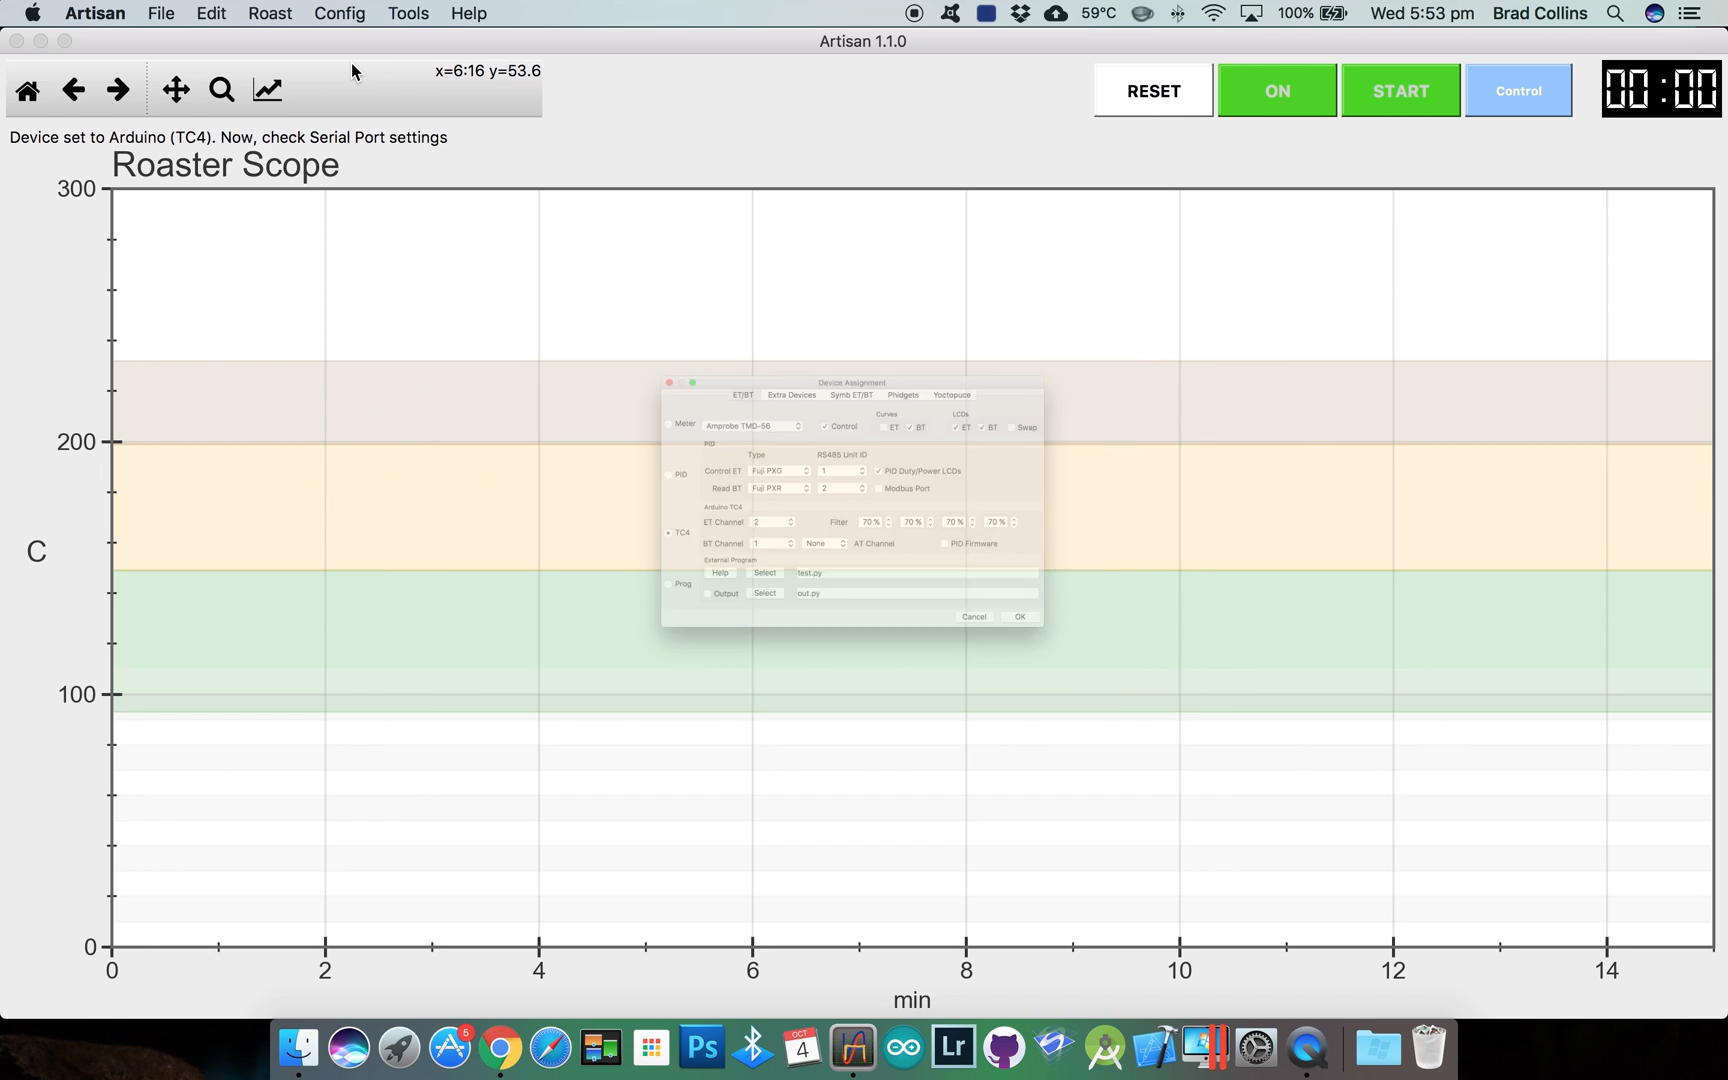 Artisan File Edit Roast Config Tools Help 59°C 100% Wed 5:53 pm Brad Collins
Artisan 1.1.0
x=6:16 y=53.6
RESET ON START Control 00:00
Device set to Arduino (TC4). Now, check Serial Port settings
Roaster Scope
300
200
100
0
C
Device Assignment
ET/BT Extra Devices Symb ET/BT Phidgets Yoctopuce
Curves LCDs
Meter Amprobe TMD-56 Control ET BT ET BT Swap
PID
Type RS485 Unit ID
Control ET Fuji PXG 1 PID Duty/Power LCDs
PID
Read BT Fuji PXR 2 Modbus Port
Arduino TC4
ET Channel 2 Filter 70 % 70 % 70 % 70 %
TC4
BT Channel 1 None AT Channel PID Firmware
External Program
Help Select test.py
Prog
Output Select out.py
Cancel OK
0 2 4 6 8 10 12 14
min
5 Ps OCT 4 Lr